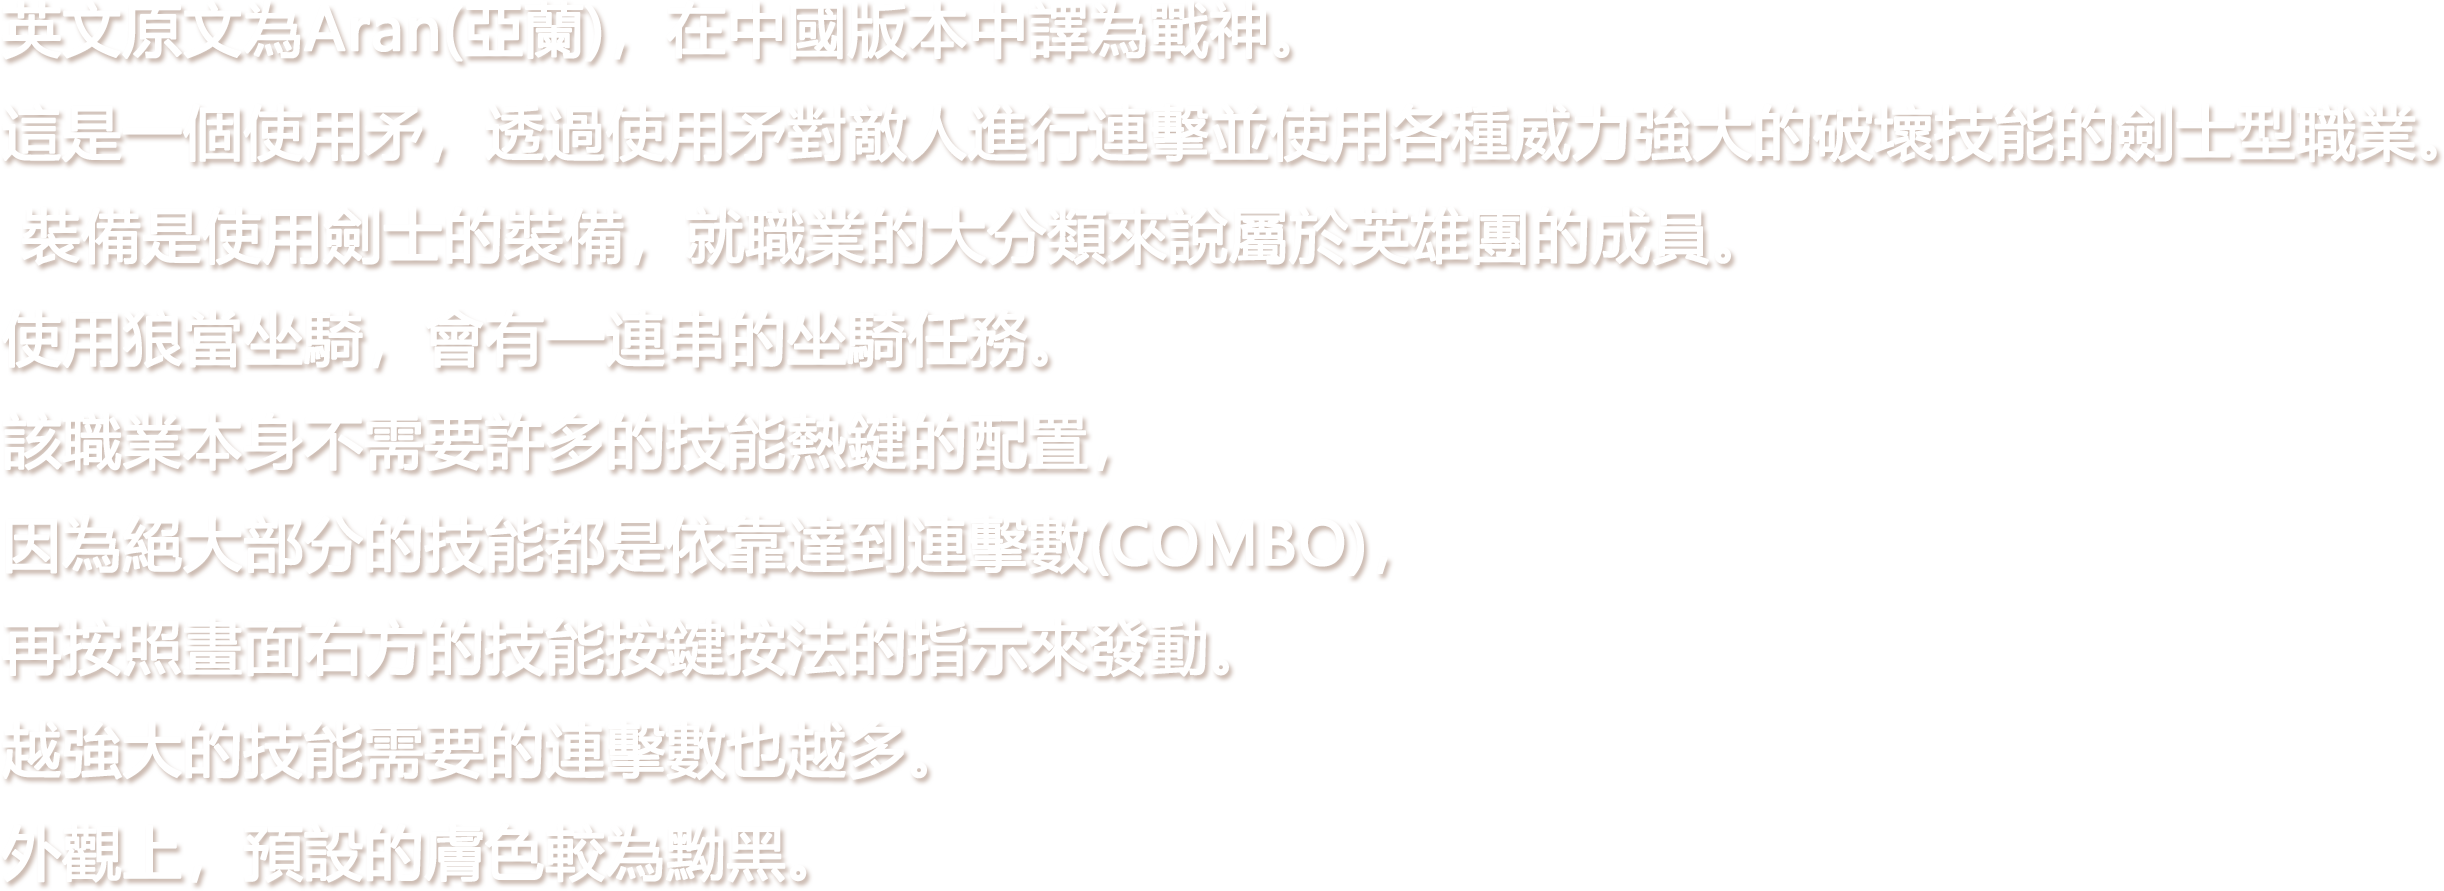 英文原文為Aran(亞蘭)，在中國版本中譯為戰神。
這是一個使用矛，透過使用矛對敵人進行連擊並使用各種威力強大的破壞技能的劍士型職業。
裝備是使用劍士的裝備，就職業的大分類來說屬於英雄團的成員。
使用狼當坐騎，會有一連串的坐騎任務。
該職業本身不需要許多的技能熱鍵的配置，
因為絕大部分的技能都是依靠達到連擊數(COMBO)，
再按照畫面右方的技能按鍵按法的指示來發動。
越強大的技能需要的連擊數也越多。
外觀上，預設的膚色較為黝黑。